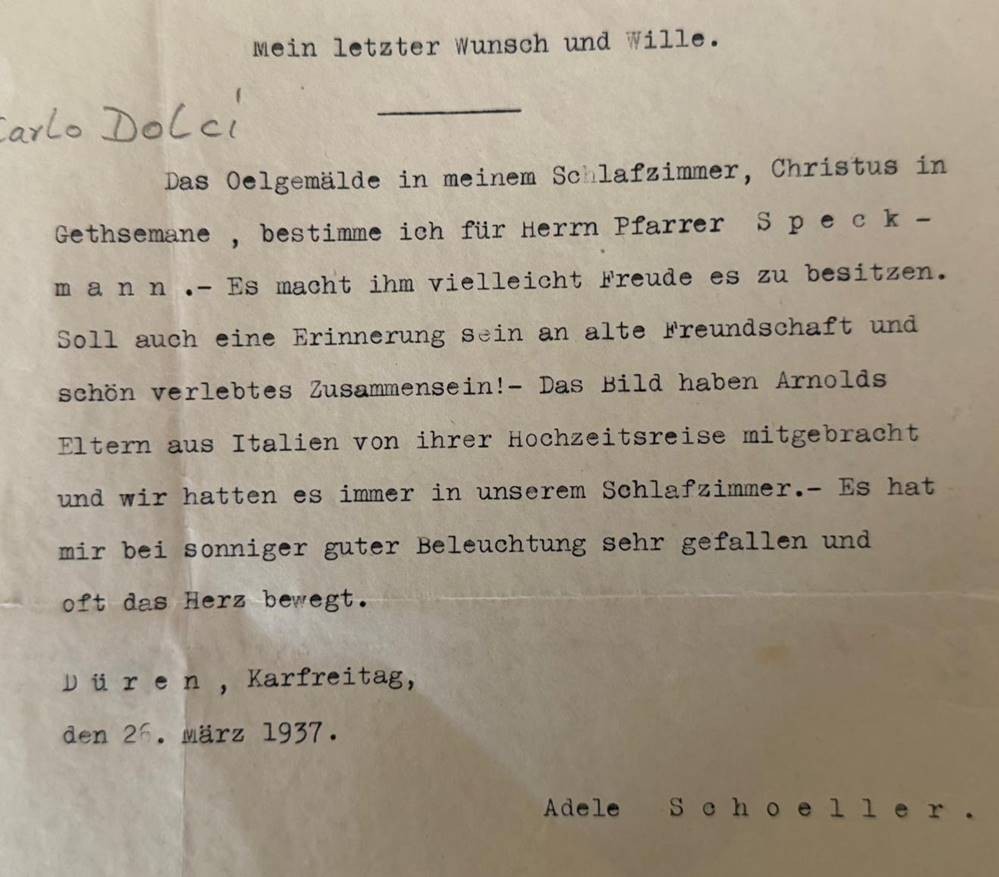 Mein letzter Wunsch und Wille.
Carlo Dolci
Das Oelgemälde in meinem Schlafzimmer, Christus in
Gethsemane , bestimme ich für Herrn Pfarrer S p e c k -
m a n n .- Es macht ihm vielleicht Freude es zu besitzen.
Soll auch eine Erinnerung sein an alte Freundschaft und
schön verlebtes Zusammensein!- Das Bild haben Arnolds
Eltern aus Italien von ihrer Hochzeitsreise mitgebracht
und wir hatten es immer in unserem Schlafzimmer.- Es hat
mir bei sonniger guter Beleuchtung sehr gefallen und
oft das Herz bewegt.
D ü r e n , Karfreitag,
den 26. März 1937.
Adele S c h o e l l e r .